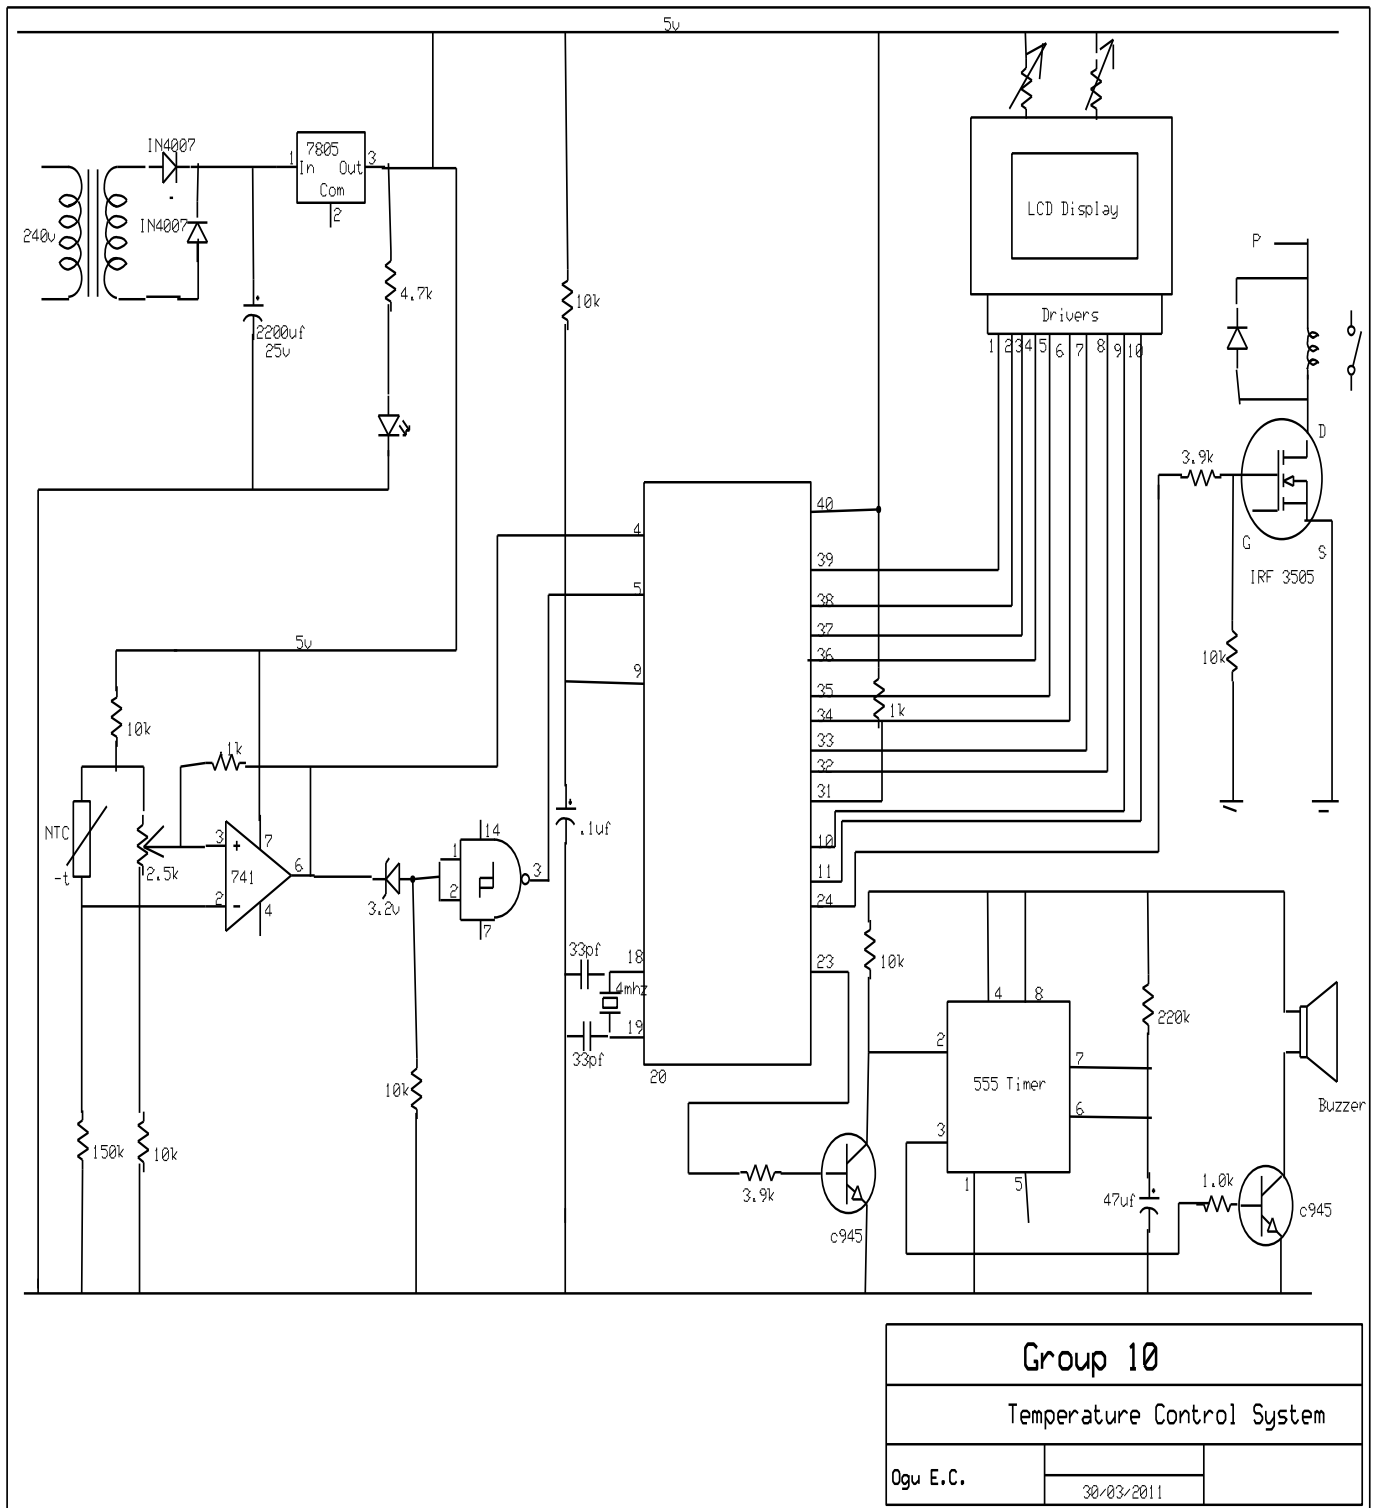 5v
IN4007
7805
1
3
In
Out
Com
2
IN4007
240v
4.7k
2200uf
25v
10k
LCD Display
Drivers
1
2
3
4
5
6
7
8
9
10
P
3.9k
D
G
S
IRF 3505
10k
4
5
9
40
39
38
37
36
35
34
33
32
31
10
11
24
23
18
19
20
1k
5v
10k
1k
NTC
-t
2.5k
3
+
7
741
6
2
-
4
3.2v
14
1
2
3
7
.1uf
33pf
4mhz
33pf
10k
150k
10k
3.9k
c945
10k
4
8
2
7
555 Timer
6
3
1
5
220k
47uf
1.0k
c945
Buzzer
Group 10
Temperature Control System
Ogu E.C.
30/03/2011